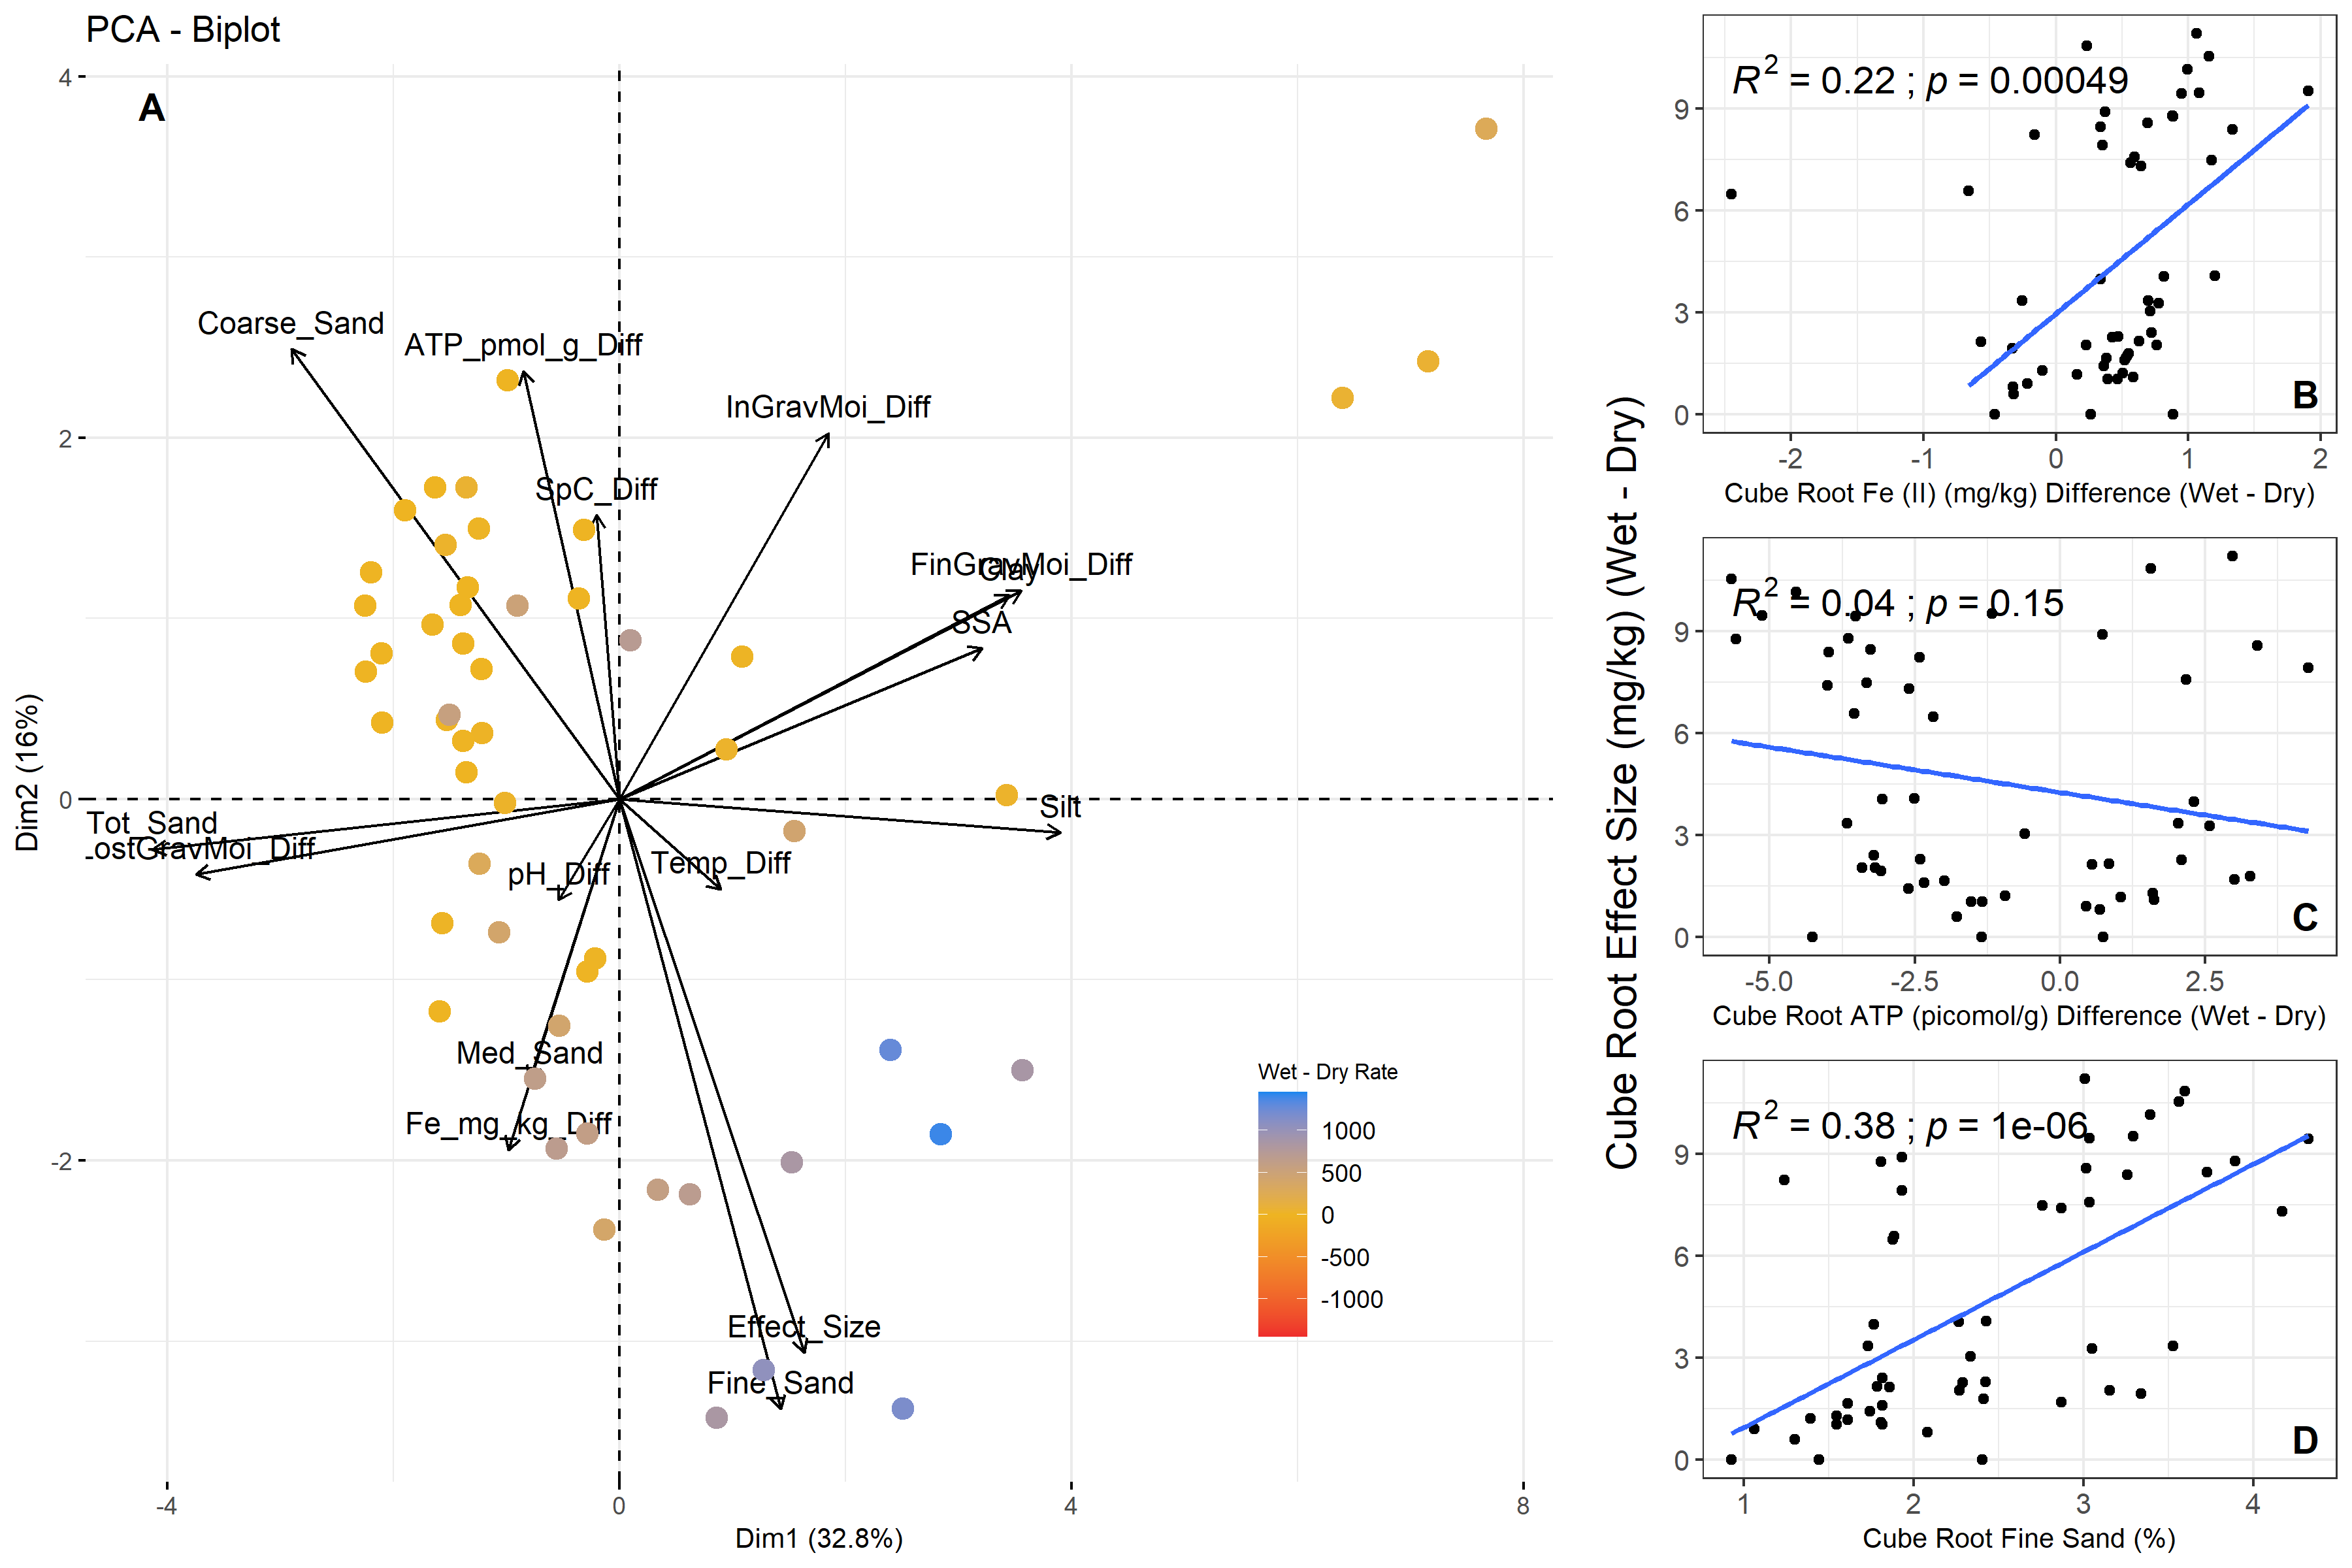 PCA - Biplot
A
4
2
0
-2
-4
0
4
8
Dim2 (16%)
Dim1 (32.8%)
Coarse_Sand
ATP_pmol_g_Diff
InGravMoi_Diff
SpC_Diff
FinGravMoi_Diff
Clay
SSA
Silt
Tot_Sand
LostGravMoi_Diff
pH_Diff
Temp_Diff
Med_Sand
Fe_mg_kg_Diff
Effect_Size
Fine_Sand
Wet - Dry Rate
1000
500
0
-500
-1000
Cube Root Effect Size (mg/kg) (Wet - Dry)
R² = 0.22 ; p = 0.00049
9
6
3
0
B
-2
-1
0
1
2
Cube Root Fe (II) (mg/kg) Difference (Wet - Dry)
R² = 0.04 ; p = 0.15
9
6
3
0
C
-5.0
-2.5
0.0
2.5
Cube Root ATP (picomol/g) Difference (Wet - Dry)
R² = 0.38 ; p = 1e-06
9
6
3
0
D
1
2
3
4
Cube Root Fine Sand (%)